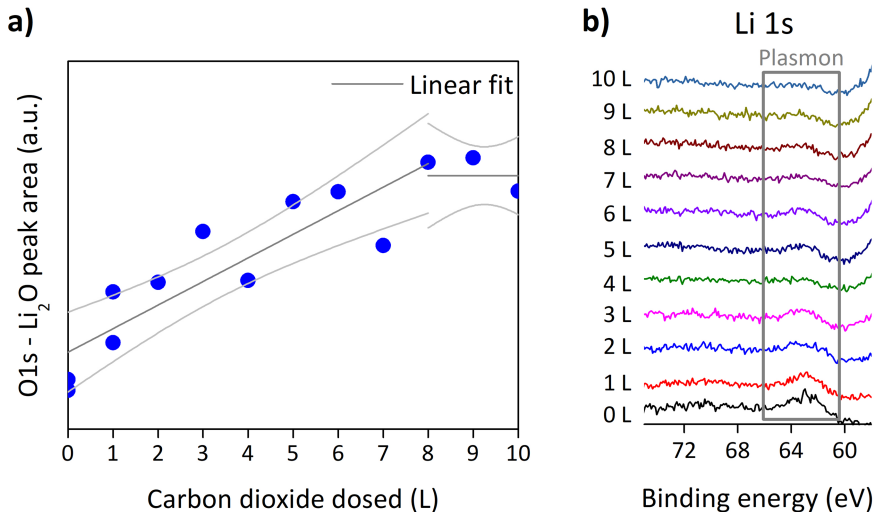 a)
Linear fit
O1s - Li₂O peak area (a.u.)
0 1 2 3 4 5 6 7 8 9 10
Carbon dioxide dosed (L)
b)
Li 1s
Plasmon
10 L
9 L
8 L
7 L
6 L
5 L
4 L
3 L
2 L
1 L
0 L
72 68 64 60
Binding energy (eV)